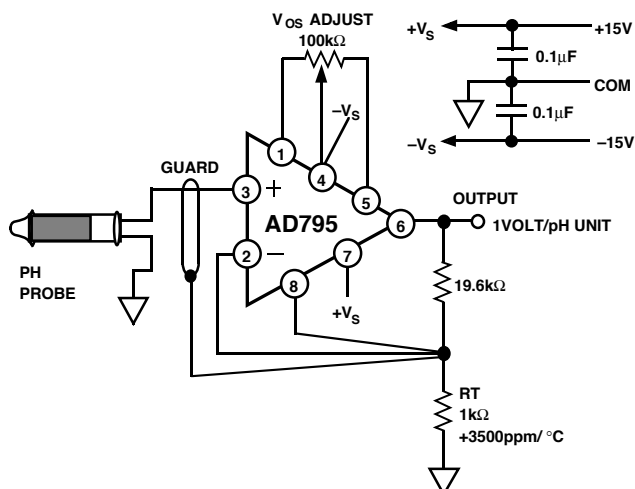 V_OS ADJUST
100kΩ
+V_S
+15V
0.1µF
COM
0.1µF
–V_S
–15V
–V_S
GUARD
1
4
5
3
+
AD795
6
OUTPUT
1VOLT/pH UNIT
2
–
7
8
+V_S
PH
PROBE
19.6kΩ
RT
1kΩ
+3500ppm/ °C